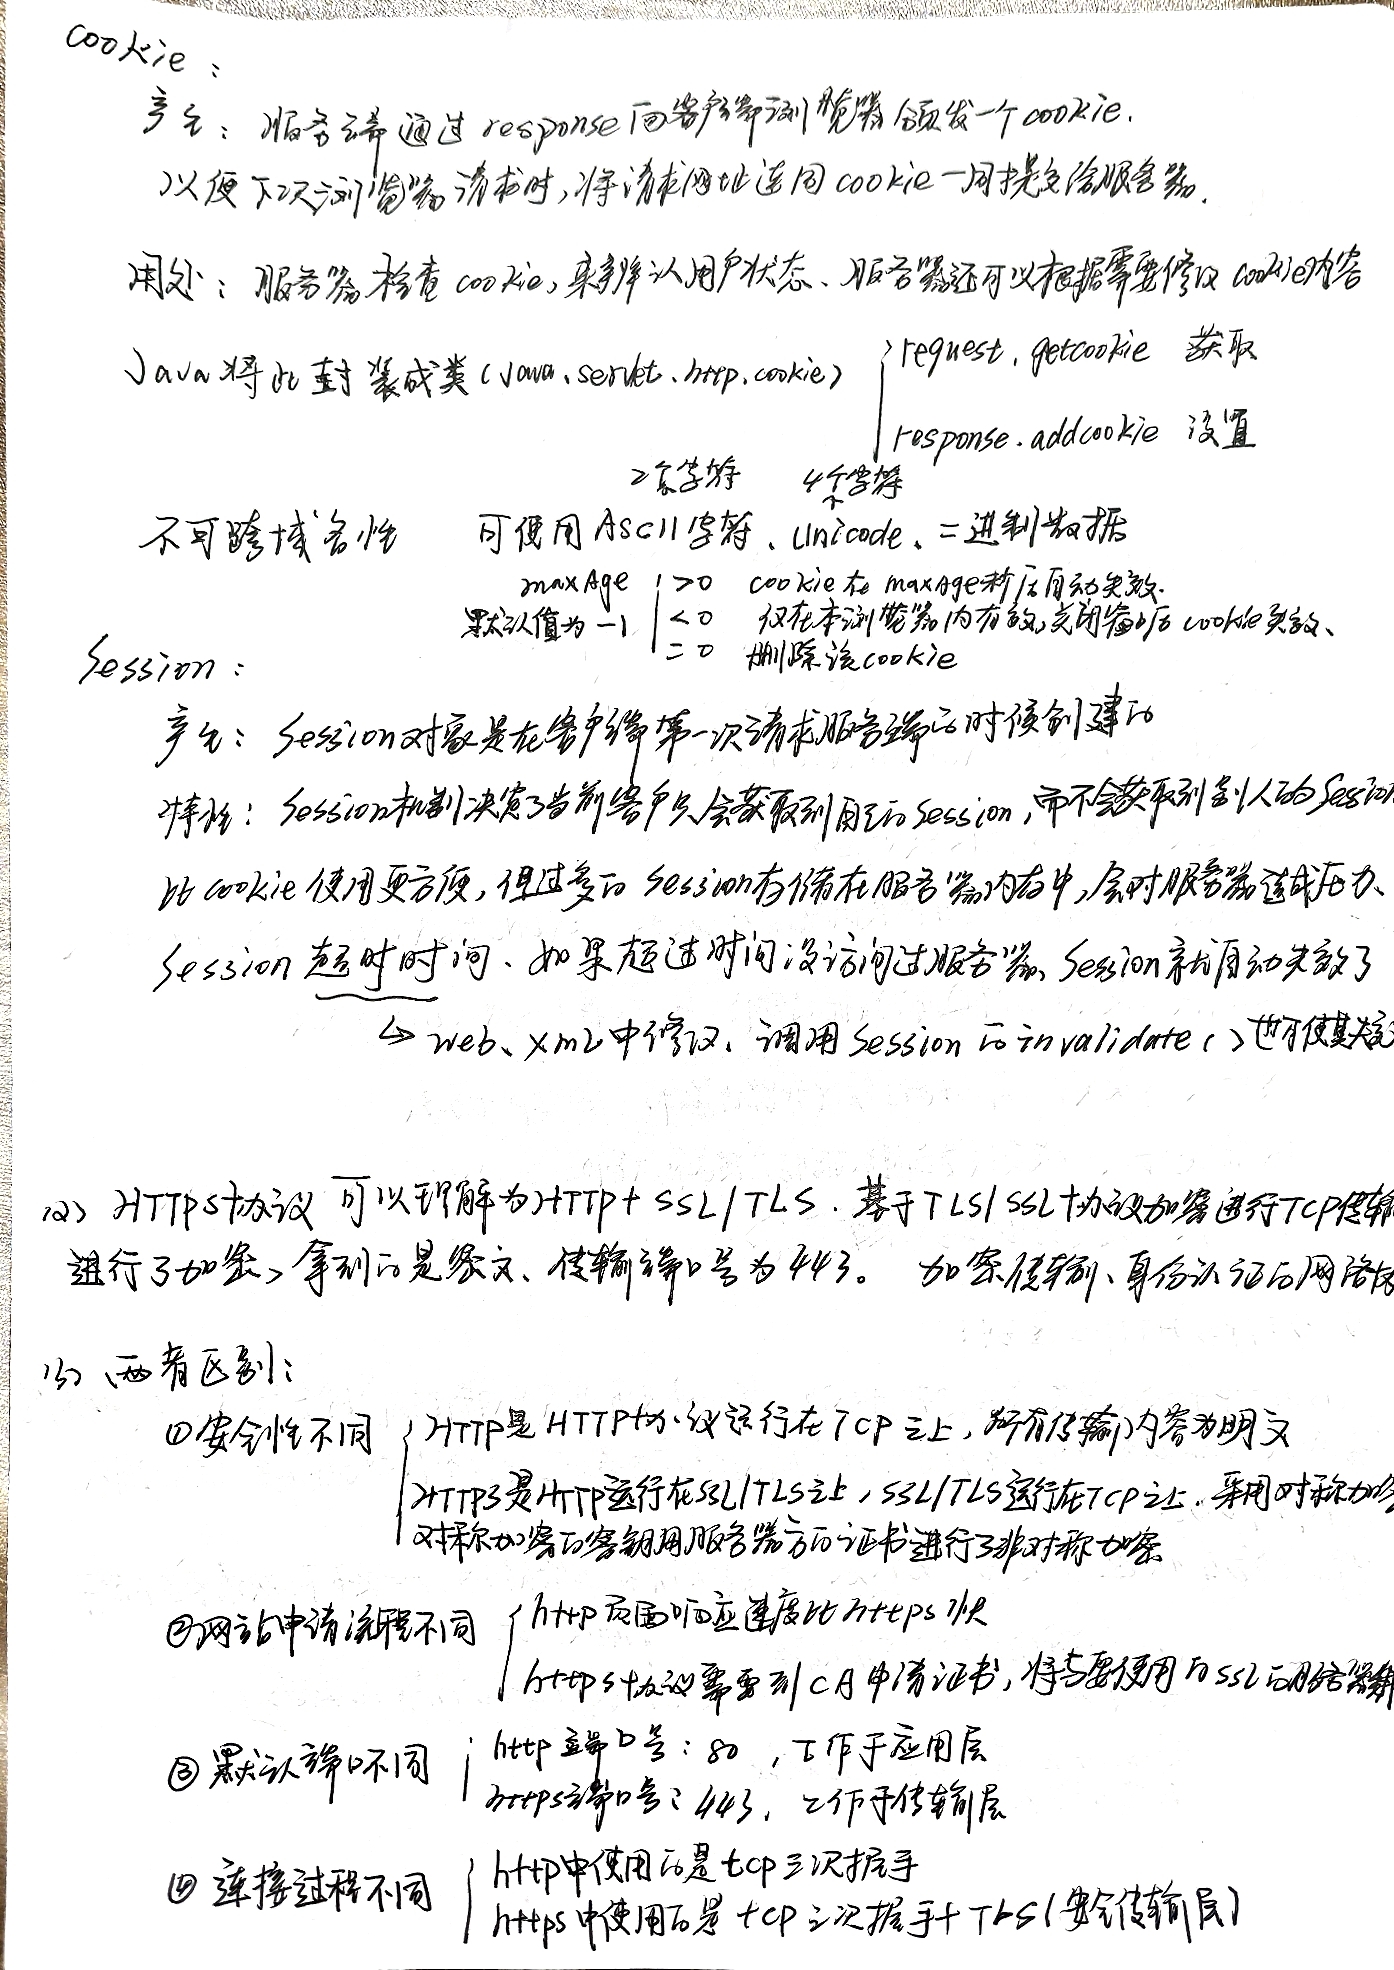 cookie：
产生：服务端通过response向客户端浏览器颁发一个cookie.
以便下次浏览器请求时,将请求网址连同cookie一同提交给服务器.
用处：服务器检查cookie,来辨认用户状态、服务器还可以根据需要修改cookie内容
Java将此封装成类(java.servlet.http.cookie)
request.getcookie 获取
response.addcookie 设置
2个字符 4个字符
不可跨域名性 可使用ASCII字符、unicode、二进制数据
maxAge >0 cookie在maxAge秒后自动失效.
默认值为-1 <0 仅在本浏览器内有效,关闭窗口后cookie失效、
=0 删除该cookie
Session：
产生：Session对象是在客户端第一次请求服务端的时候创建的
特性：Session机制决定了当前客户只会获取到自己的Session,而不会获取到别人的Session
比cookie使用更方便,但过多的Session存储在服务器内存中,会对服务器造成压力、
Session超时时间、如果超过时间没访问过服务器、Session就自动失效了
↳ web、xml中修改、调用Session的invalidate()也可使其失效
(2) HTTPS协议 可以理解为HTTP+SSL/TLS.基于TLS/SSL协议加密进行TCP传输
进行了加密,拿到的是密文、传输端口号为443。 加密传输、身份认证的网络
(3)、两者区别：
①安全性不同 HTTP是HTTP协议运行在TCP之上,所有传输内容为明文
HTTPS是HTTP运行在SSL/TLS之上,SSL/TLS运行在TCP之上.采用对称加密
对称加密的密钥用服务器方的证书进行了非对称加密
②网站申请流程不同 http页面响应速度比https快
https协议需要到CA申请证书,将与要使用的SSL的服务器
③默认端口不同 http端口号：80 ,工作于应用层
https端口号：443, 工作于传输层
④连接过程不同 http中使用的是tcp三次握手
https中使用的是tcp三次握手+TLS(安全传输层)